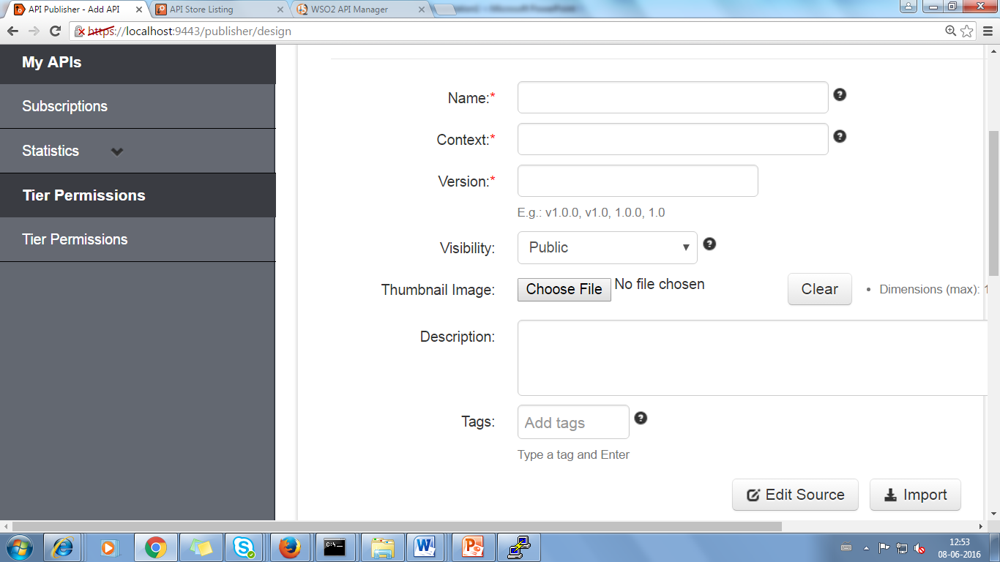 API Publisher - Add API
API Store Listing
WSO2 API Manager
https://localhost:9443/publisher/design
My APIs
Subscriptions
Statistics
Tier Permissions
Tier Permissions
Name:*
Context:*
Version:*
E.g.: v1.0.0, v1.0, 1.0.0, 1.0
Visibility:
Public
Thumbnail Image:
Choose File No file chosen
Clear
• Dimensions (max): 1
Description:
Tags:
Add tags
Type a tag and Enter
Edit Source
Import
12:53
08-06-2016